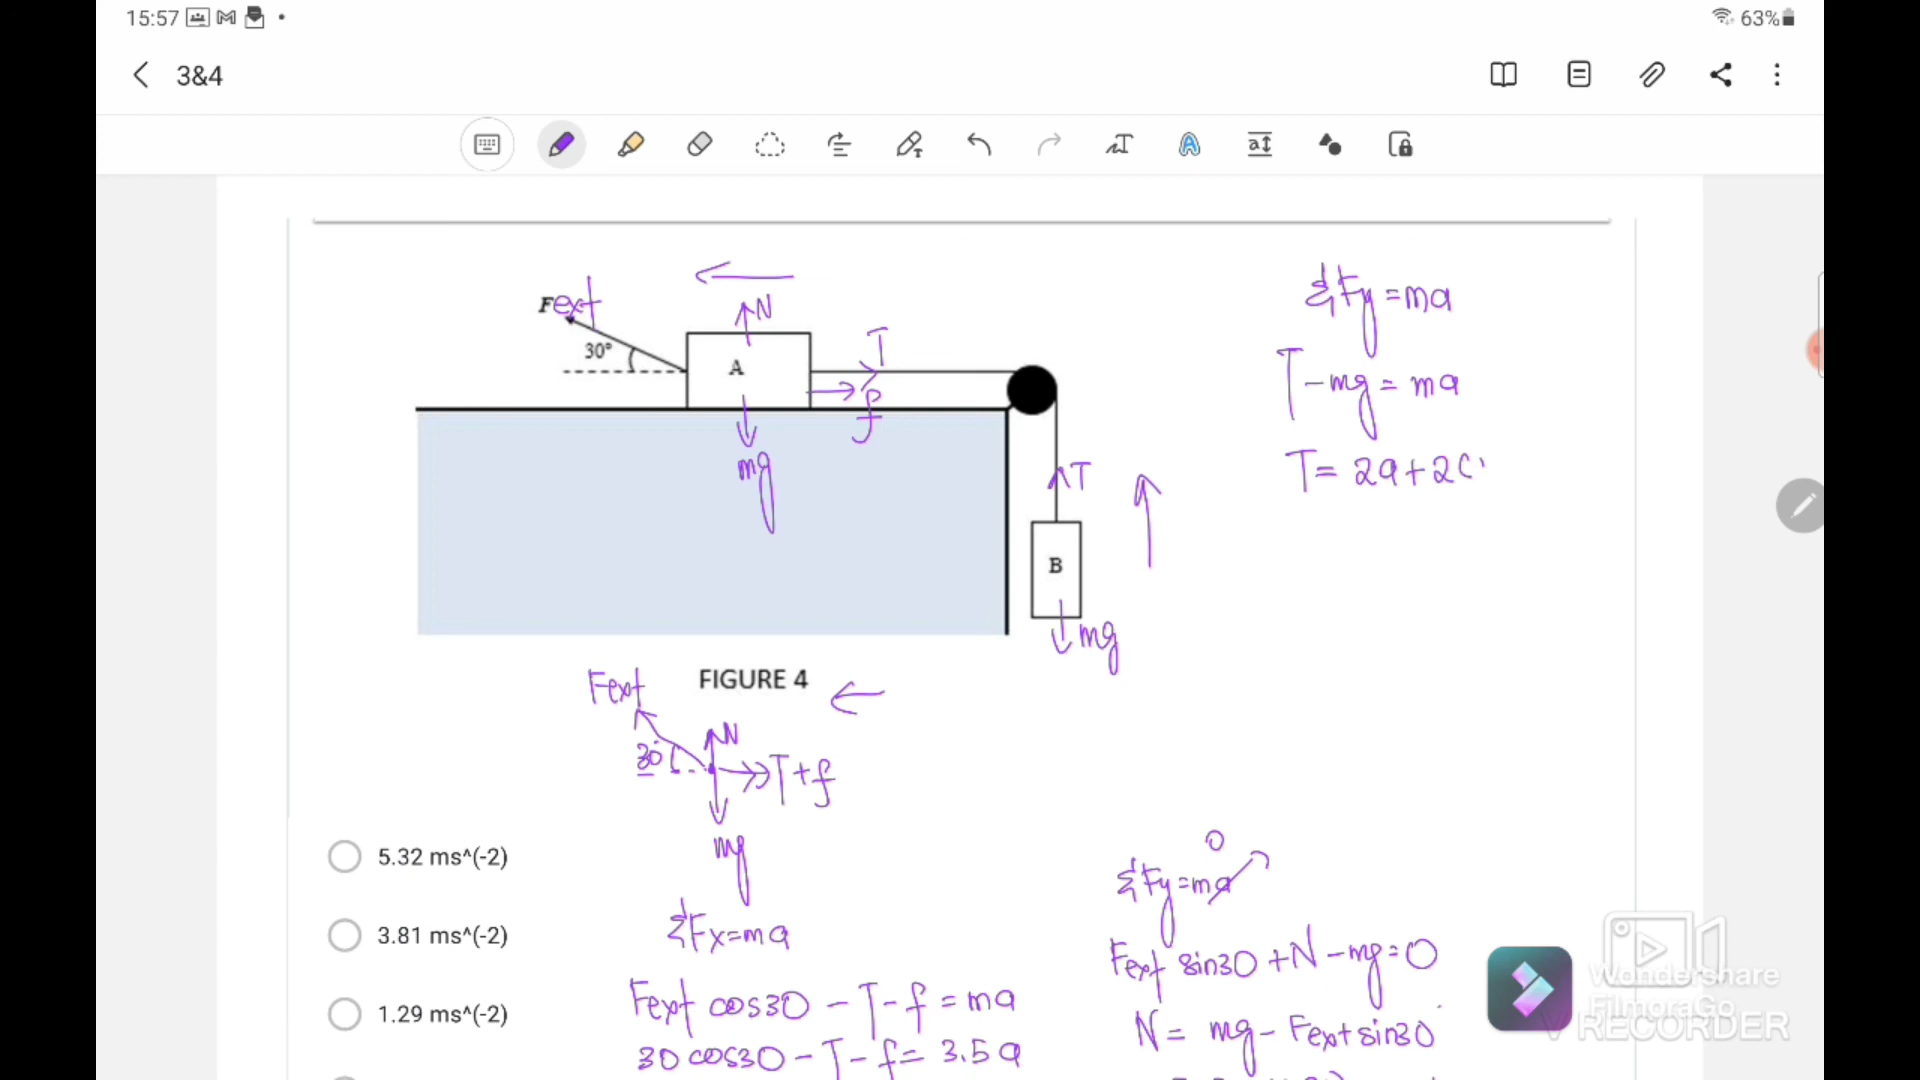 15:57
63%
3&4
Fext
30°
N
A
T
f
mg
T
B
mg
ΣFy = ma
T - mg = ma
T = 2a + 2(
FIGURE 4
Fext
30°
N
T + f
mg
5.32 ms^(-2)
3.81 ms^(-2)
1.29 ms^(-2)
ΣFx = ma
Fext cos30 - T - f = ma
30 cos30 - T - f = 3.5a
0
ΣFy = ma
Fext sin30 + N - mg = 0
N = mg - Fext sin30
Wondershare
FilmoraGo
RECORDER